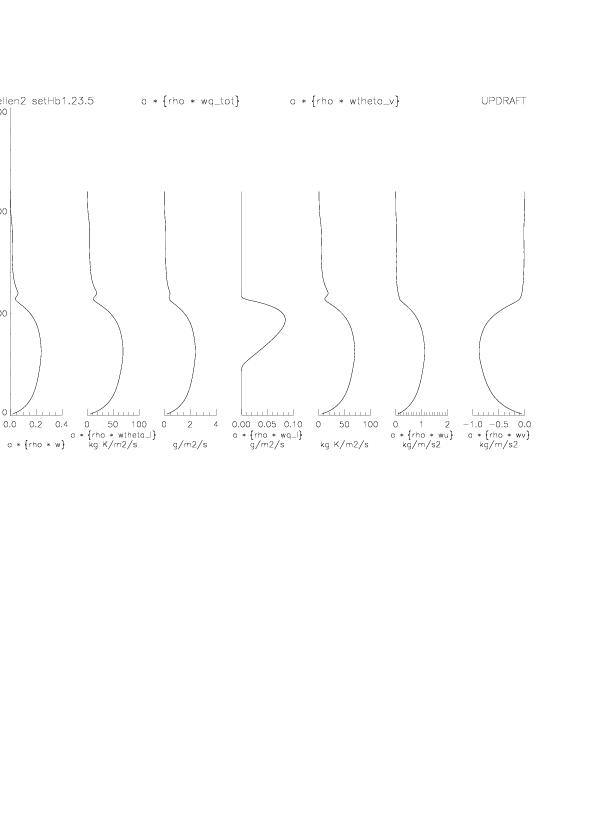 ellen2 setHb1.23.5 a * {rho * wq_tot} a * {rho * wtheta_v} UPDRAFT
00
00
00
0
0.0 0.2 0.4 0 50 100 0 2 4 0.00 0.05 0.10 0 50 100 0 1 2 -1.0 -0.5 0.0
a * {rho * wtheta_l} a * {rho * wq_l} a * {rho * wu} a * {rho * wv}
a * {rho * w} kg K/m2/s g/m2/s g/m2/s kg K/m2/s kg/m/s2 kg/m/s2